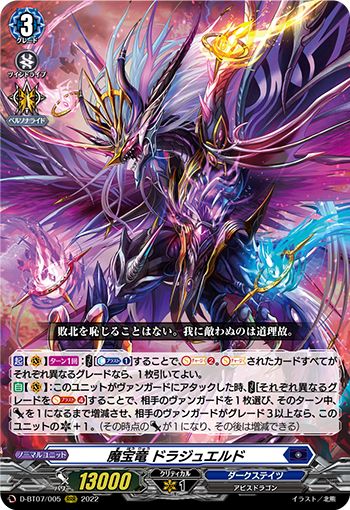 3
グレード
ツインドライブ
ペルソナライド
敗北を恥じることはない。我に敵わぬのは道理故。
ターン1回
することで、
2
。
されたカードすべてが
それぞれ異なるグレードなら、1枚引いてよい。
:このユニットがヴァンガードにアタックした時、
それぞれ異なるグ
することで、相手のヴァンガードを1枚選び、そのターン中、
を1になるまで増減させ、相手のヴァンガードがグレード3以上なら、この
ユニットの
+1。(その時点の
が1になり、その後は増減できる)
ノーマルユニット
魔宝竜 ドラジュエルド
パワー
13000
クリティカル
1
ダークステイツ
アビスドラゴン
D-BT07/005 RRR 2022
イラスト/北熊